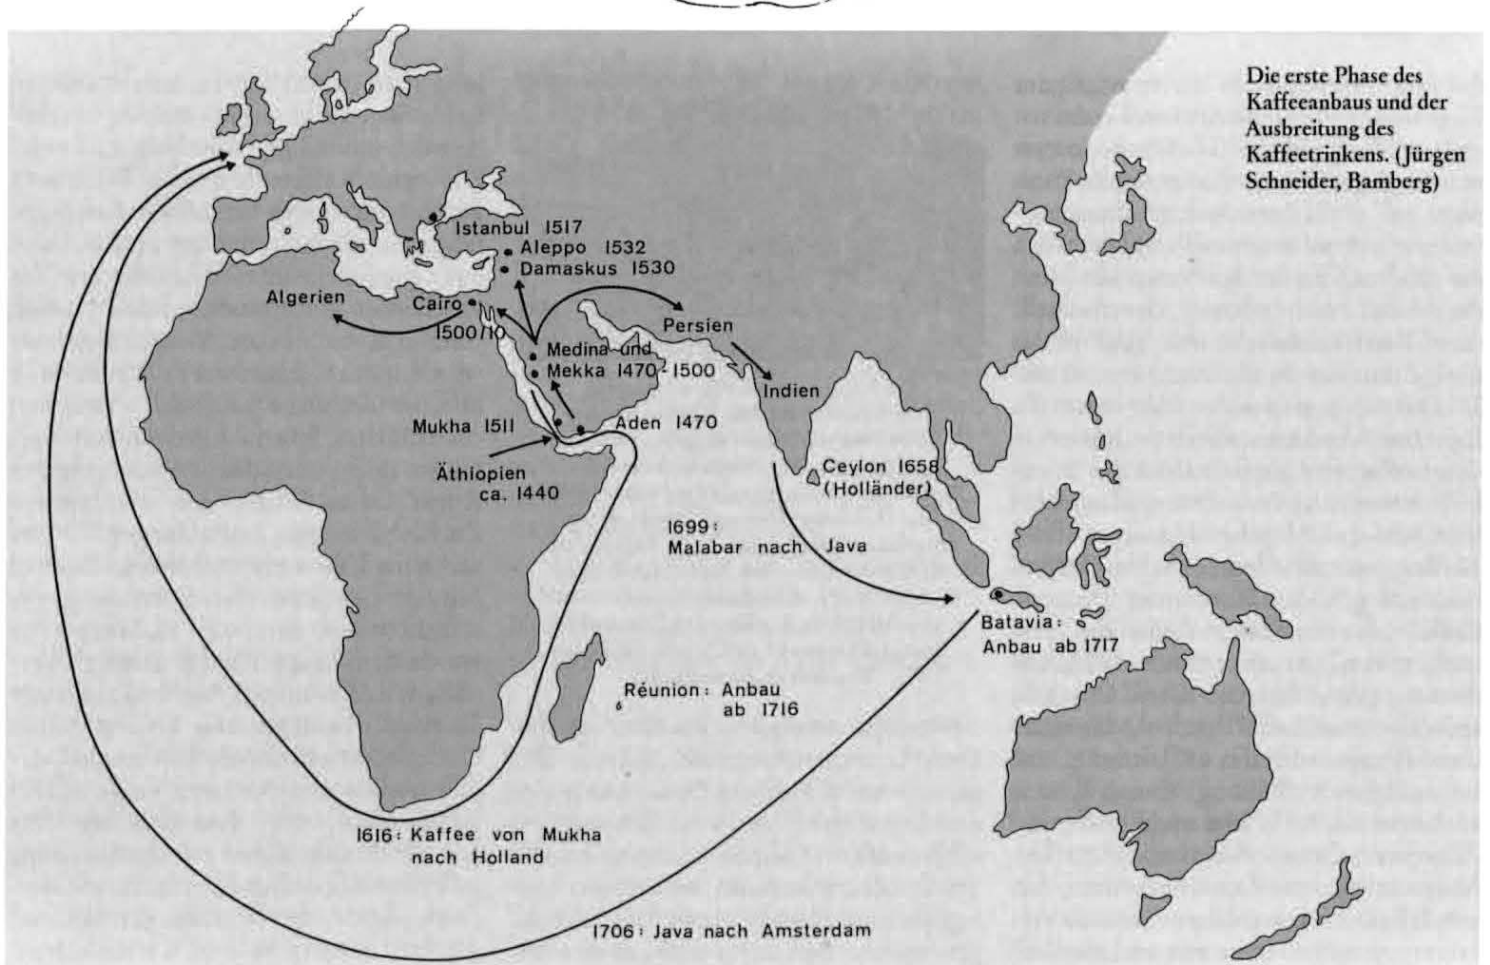 Die erste Phase des
Kaffeeanbaus und der
Ausbreitung des
Kaffeetrinkens. (Jürgen
Schneider, Bamberg)
Istanbul 1517
Aleppo 1532
Damaskus 1530
Algerien
Cairo
1500/10
Persien
Medina und
Mekka 1470-1500
Indien
Mukha 1511
Aden 1470
Äthiopien
ca. 1440
Ceylon 1658
(Holländer)
1699:
Malabar nach Java
Batavia:
Anbau ab 1717
Réunion: Anbau
ab 1716
1616: Kaffee von Mukha
nach Holland
1706: Java nach Amsterdam